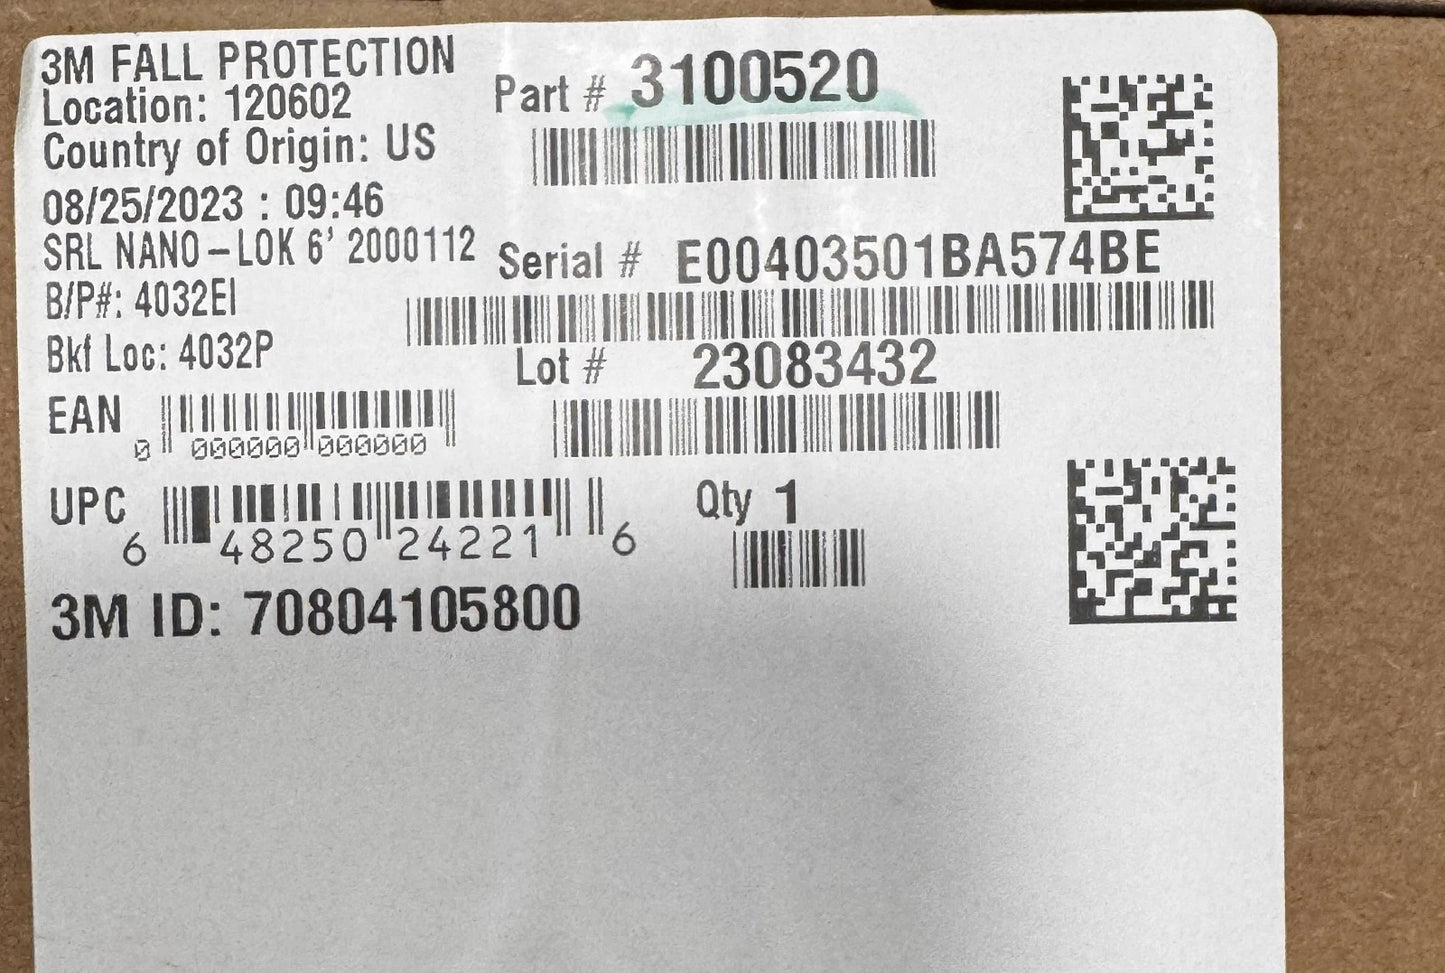 3M FALL PROTECTION
Location: 120602
Country of Origin: US
08/25/2023 : 09:46
SRL NANO-LOK 6' 2000112
B/P#: 4032EI
Bkf Loc: 4032P
EAN
0 000000 000000
UPC
6 48250 24221 6
3M ID: 70804105800
Part # 3100520
Serial # E00403501BA574BE
Lot # 23083432
Qty 1